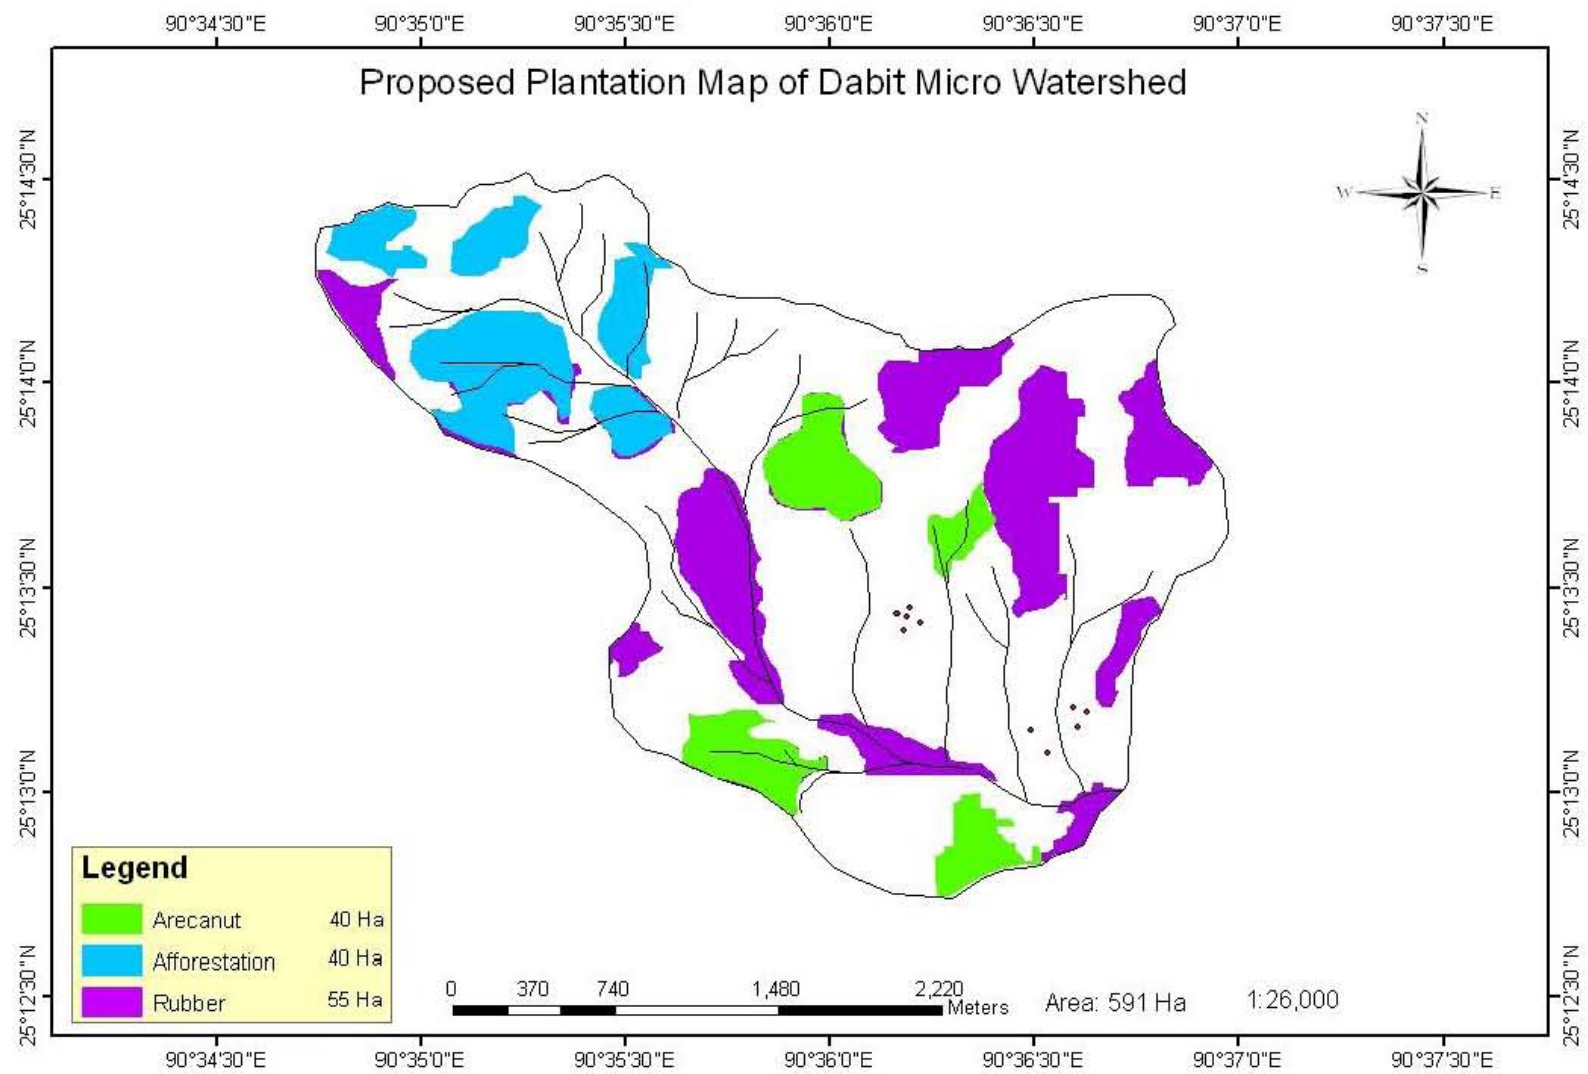 90°34'30"E 90°35'0"E 90°35'30"E 90°36'0"E 90°36'30"E 90°37'0"E 90°37'30"E
Proposed Plantation Map of Dabit Micro Watershed
N
W E
S
25°14'30"N 25°14'30"N
25°14'0"N 25°14'0"N
25°13'30"N 25°13'30"N
25°13'0"N 25°13'0"N
25°12'30"N 25°12'30"N
Legend
Arecanut 40 Ha
Afforestation 40 Ha
Rubber 55 Ha
0 370 740 1,480 2,220
Meters
Area: 591 Ha 1:26,000
90°34'30"E 90°35'0"E 90°35'30"E 90°36'0"E 90°36'30"E 90°37'0"E 90°37'30"E